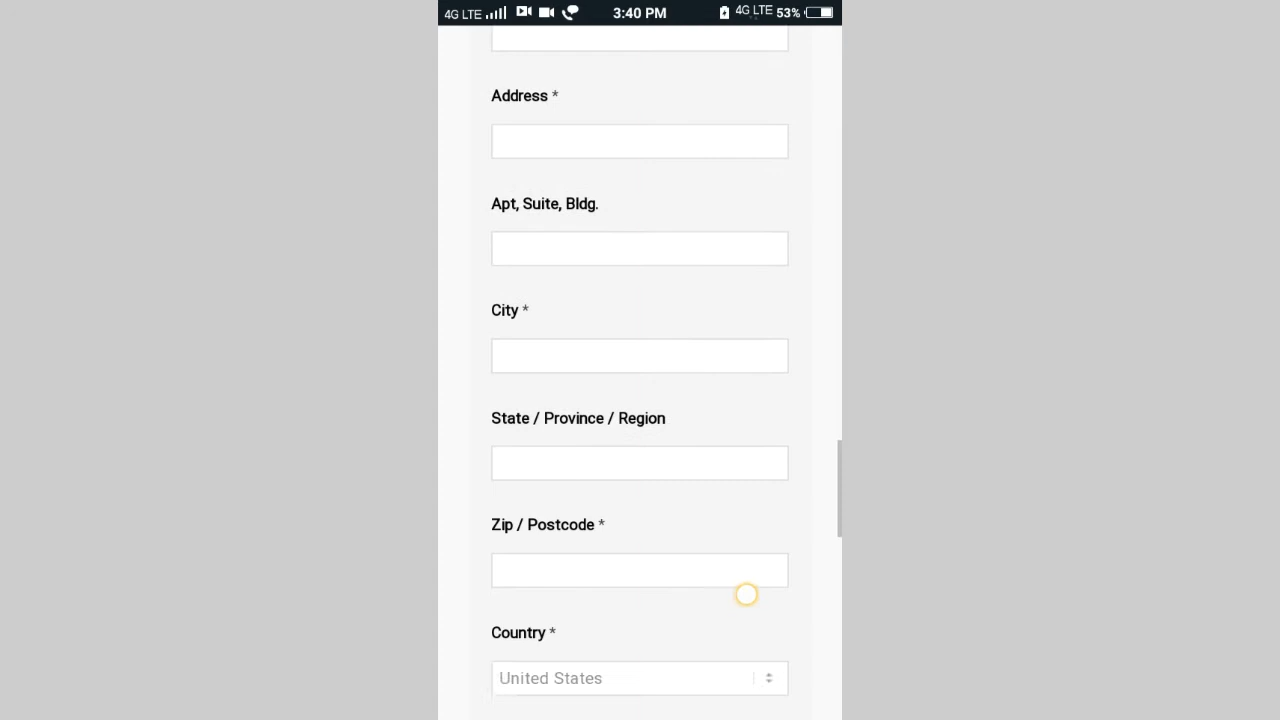 4G LTE 3:40 PM 4G LTE 53%
Address *
Apt, Suite, Bldg.
City *
State / Province / Region
Zip / Postcode *
Country *
United States